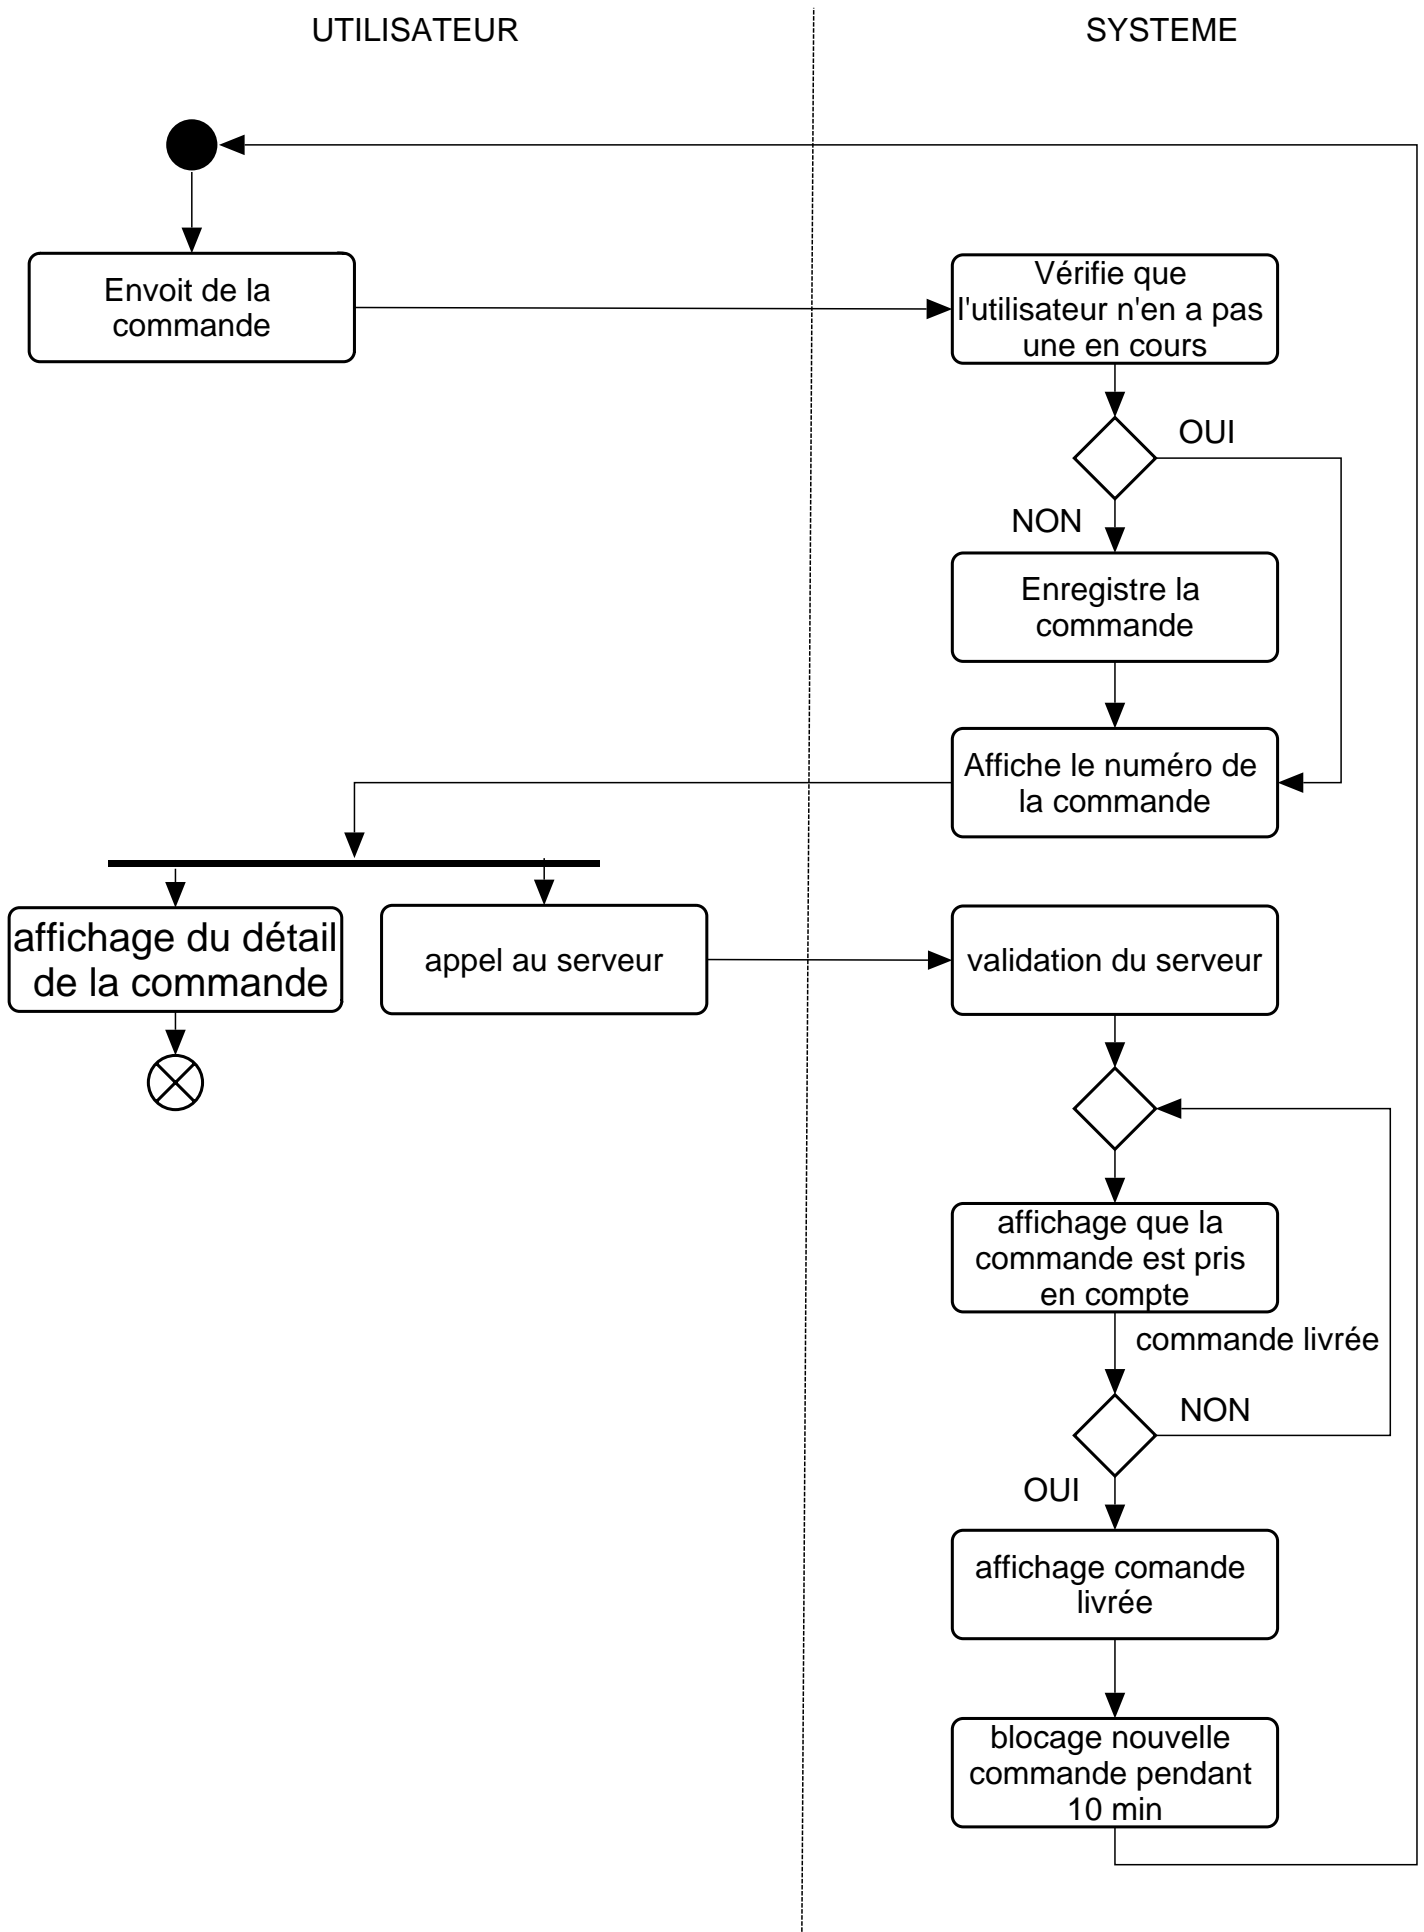 UTILISATEUR
SYSTEME
Envoit de la
commande
Vérifie que
l'utilisateur n'en a pas
une en cours
OUI
NON
Enregistre la
commande
Affiche le numéro de
la commande
affichage du détail
de la commande
appel au serveur
validation du serveur
affichage que la
commande est pris
en compte
commande livrée
NON
OUI
affichage comande
livrée
blocage nouvelle
commande pendant
10 min